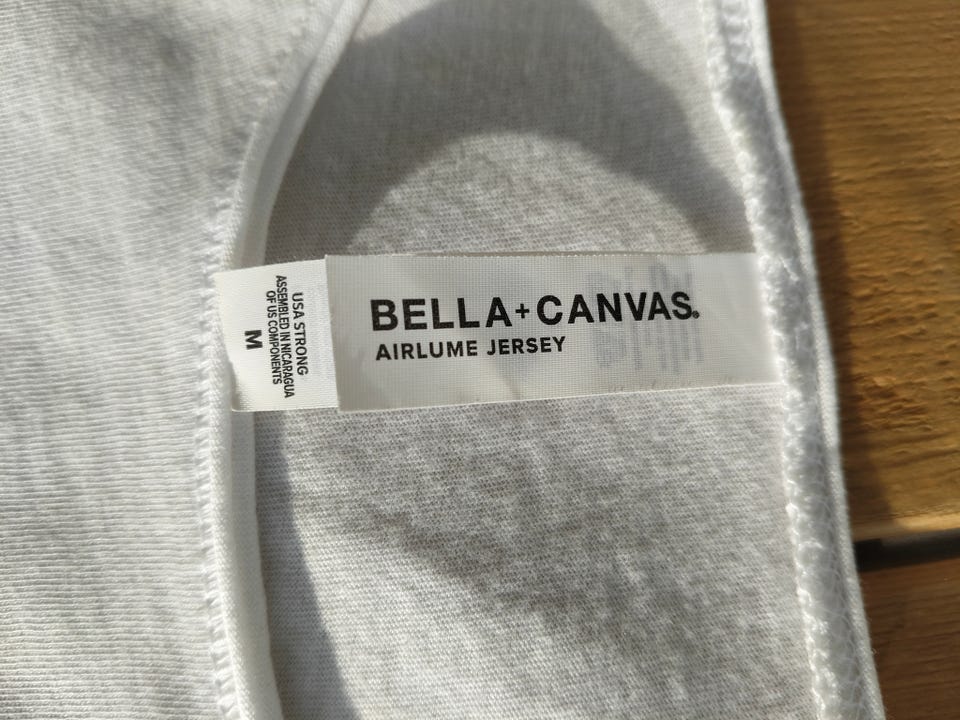 BELLA+CANVAS.
AIRLUME JERSEY
USA STRONG
ASSEMBLED IN NICARAGUA
OF US COMPONENTS
M